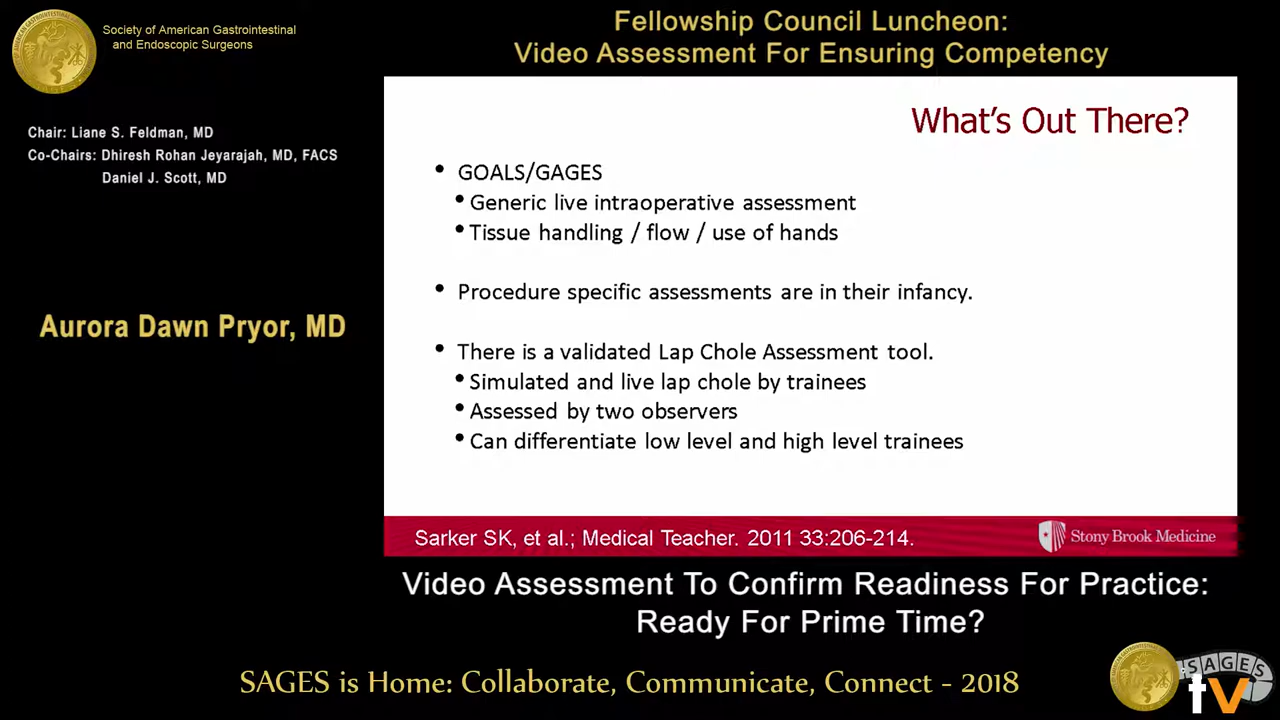 Society of American Gastrointestinal
and Endoscopic Surgeons
Fellowship Council Luncheon:
Video Assessment For Ensuring Competency
Chair: Liane S. Feldman, MD
Co-Chairs: Dhiresh Rohan Jeyarajah, MD, FACS
Daniel J. Scott, MD
Aurora Dawn Pryor, MD
What's Out There?
• GOALS/GAGES
• Generic live intraoperative assessment
• Tissue handling / flow / use of hands
• Procedure specific assessments are in their infancy.
• There is a validated Lap Chole Assessment tool.
• Simulated and live lap chole by trainees
• Assessed by two observers
• Can differentiate low level and high level trainees
Sarker SK, et al.; Medical Teacher. 2011 33:206-214.
Stony Brook Medicine
Video Assessment To Confirm Readiness For Practice:
Ready For Prime Time?
SAGES is Home: Collaborate, Communicate, Connect - 2018
SAGES
tv